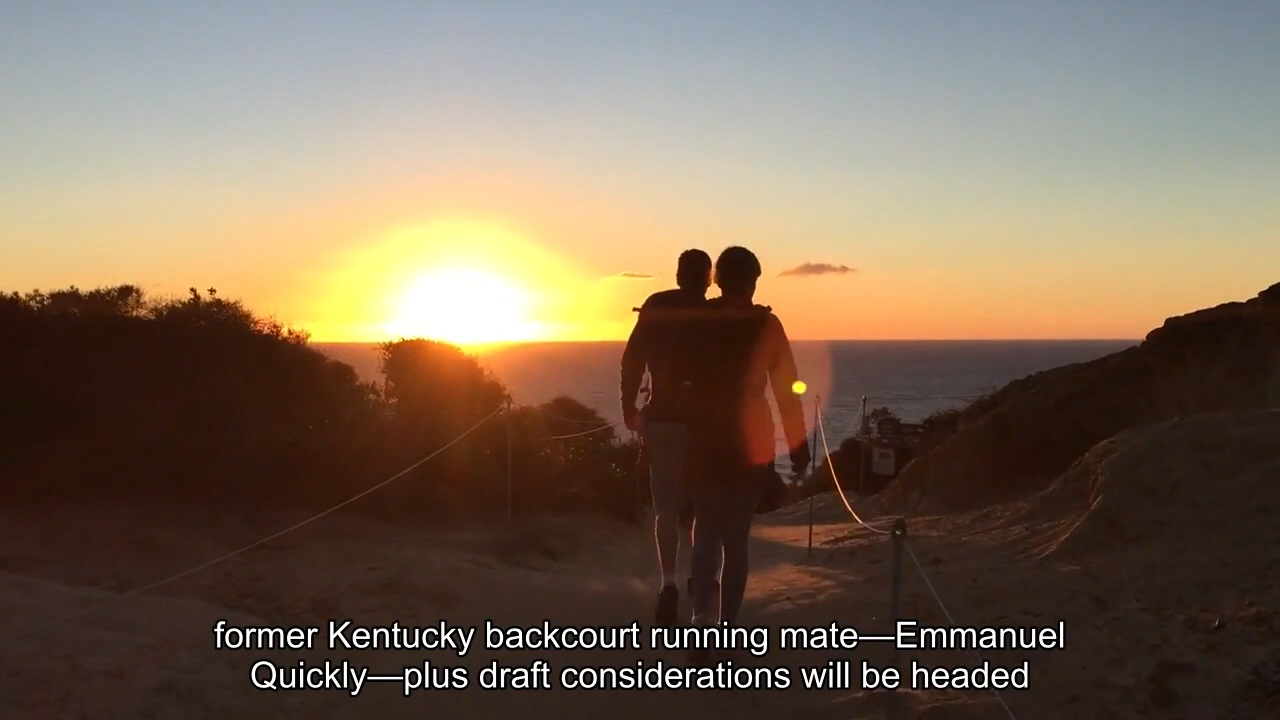 former Kentucky backcourt running mate—Emmanuel
Quickly—plus draft considerations will be headed